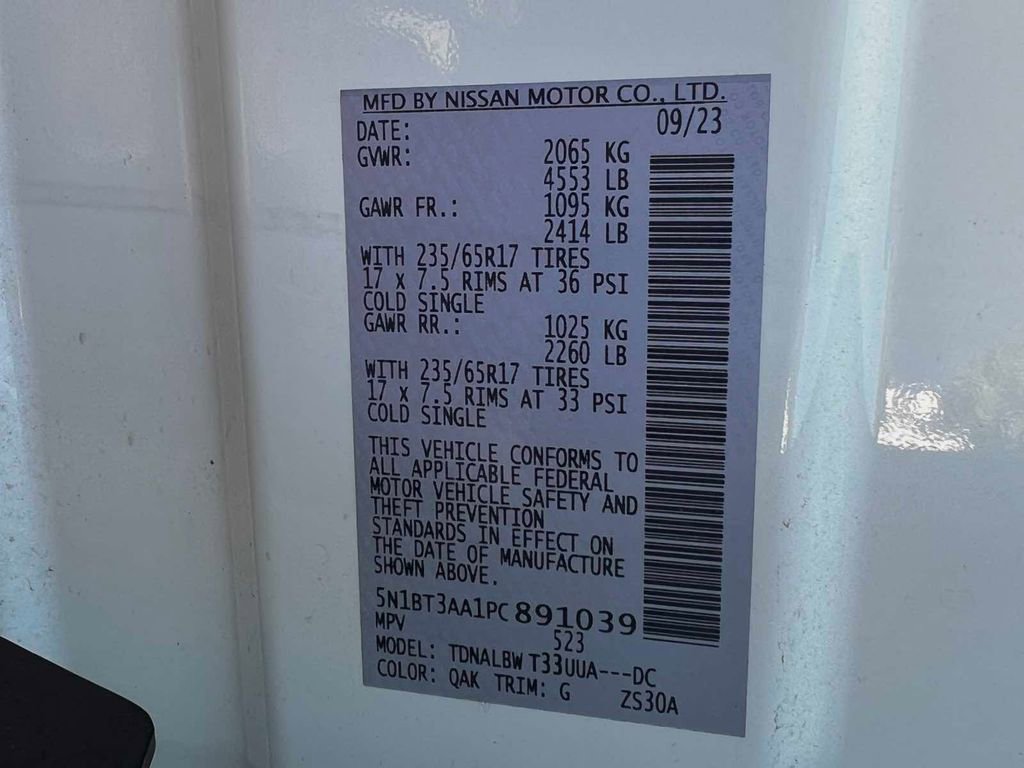 MFD BY NISSAN MOTOR CO., LTD.
DATE: 09/23
GVWR: 2065 KG
4553 LB
GAWR FR.: 1095 KG
2414 LB
WITH 235/65R17 TIRES
17 X 7.5 RIMS AT 36 PSI
COLD SINGLE
GAWR RR.: 1025 KG
2260 LB
WITH 235/65R17 TIRES
17 X 7.5 RIMS AT 33 PSI
COLD SINGLE
THIS VEHICLE CONFORMS TO
ALL APPLICABLE FEDERAL
MOTOR VEHICLE SAFETY AND
THEFT PREVENTION
STANDARDS IN EFFECT ON
THE DATE OF MANUFACTURE
SHOWN ABOVE.
5N1BT3AA1PC891039
MPV 523
MODEL: TDNALBW T33UUA---DC
COLOR: QAK TRIM: G ZS30A